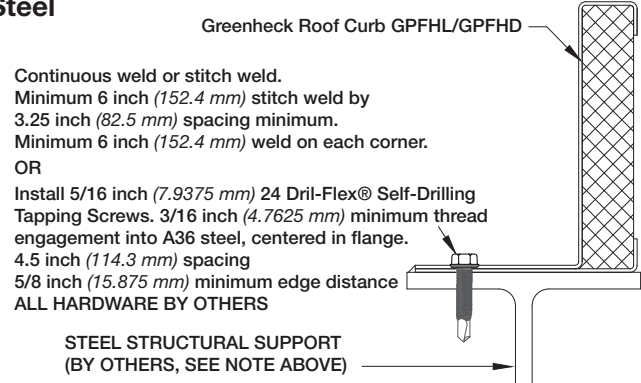 Steel
Greenheck Roof Curb GPFHL/GPFHD
Continuous weld or stitch weld.
Minimum 6 inch (152.4 mm) stitch weld by
3.25 inch (82.5 mm) spacing minimum.
Minimum 6 inch (152.4 mm) weld on each corner.
OR
Install 5/16 inch (7.9375 mm) 24 Dril-Flex® Self-Drilling
Tapping Screws. 3/16 inch (4.7625 mm) minimum thread
engagement into A36 steel, centered in flange.
4.5 inch (114.3 mm) spacing
5/8 inch (15.875 mm) minimum edge distance
ALL HARDWARE BY OTHERS
STEEL STRUCTURAL SUPPORT
(BY OTHERS, SEE NOTE ABOVE)